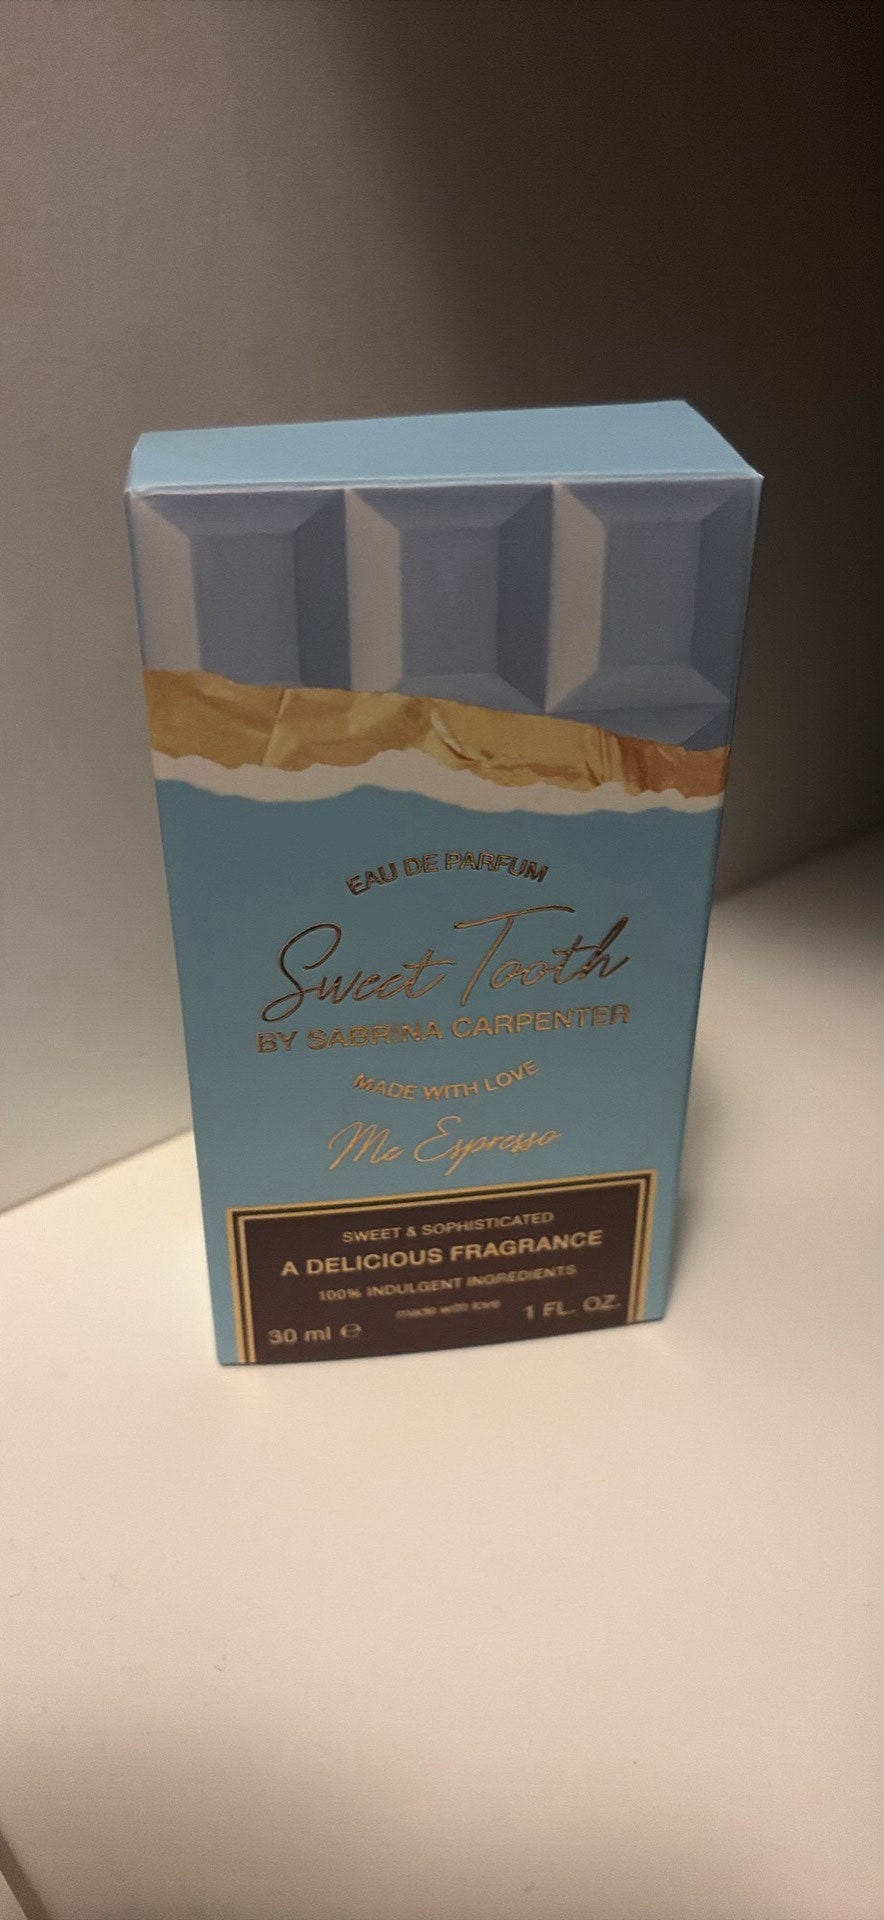 EAU DE PARFUM
Sweet Tooth
BY SABRINA CARPENTER
MADE WITH LOVE
Me Espresso
SWEET & SOPHISTICATED
A DELICIOUS FRAGRANCE
100% INDULGENT INGREDIENTS
made with love
30 ml ℮ 1 FL. OZ.